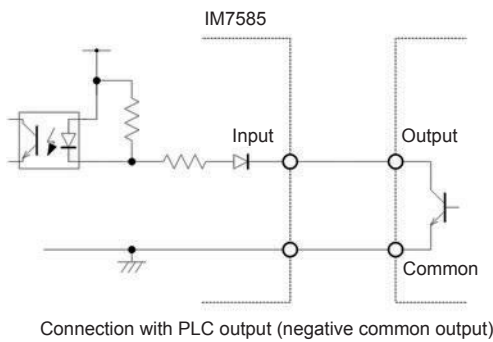 IM7585
Input
Output
Common
Connection with PLC output (negative common output)